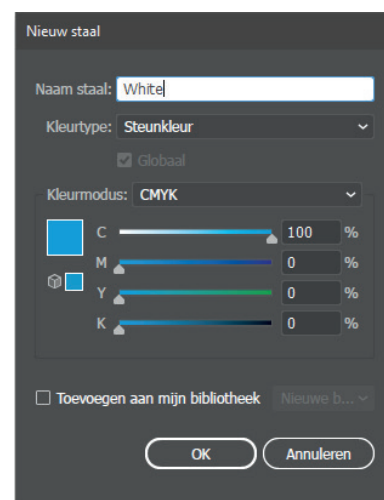 Nieuw staal
Naam staal: White
Kleurtype: Steunkleur
Globaal
Kleurmodus: CMYK
C 100 %
M 0 %
Y 0 %
K 0 %
Toevoegen aan mijn bibliotheek Nieuwe b...
OK Annuleren